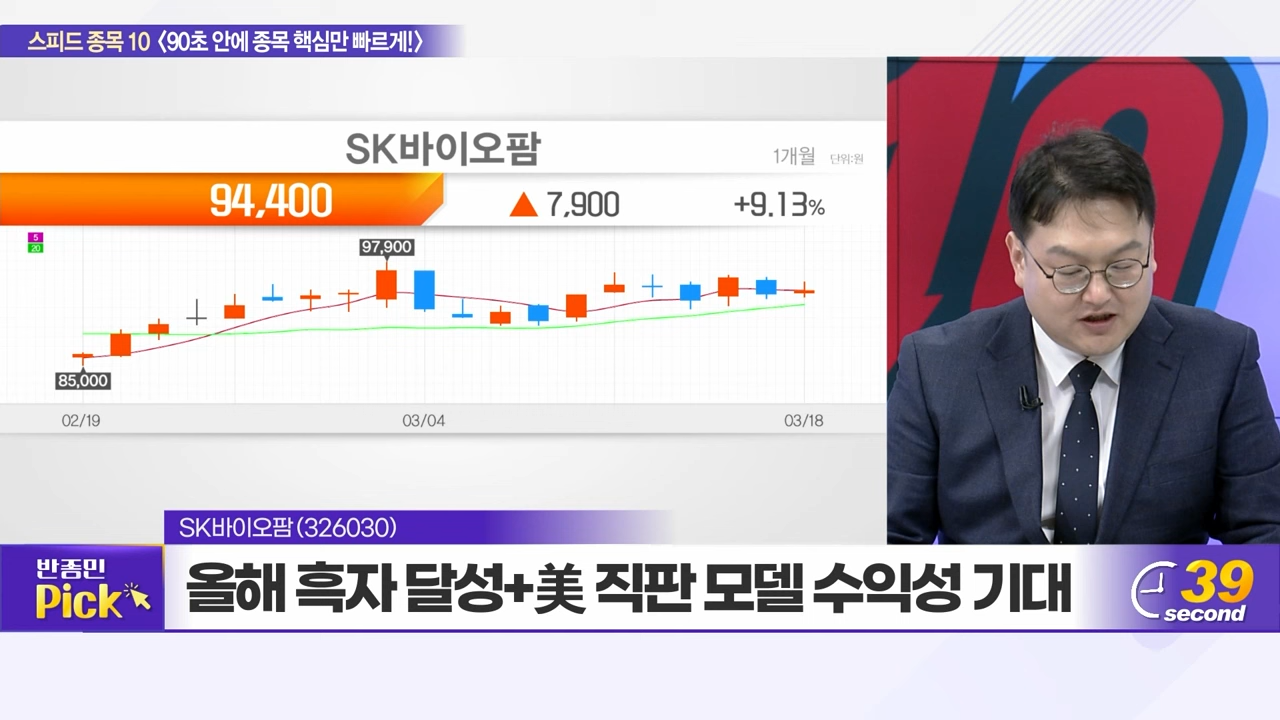 스피드 종목 10 〈90초 안에 종목 핵심만 빠르게!〉
SK바이오팜
1개월 단위:원
94,400 ▲ 7,900 +9.13%
5
20
97,900
85,000
02/19 03/04 03/18
SK바이오팜(326030)
반종민
Pick
올해 흑자 달성+美 직판 모델 수익성 기대
39
second